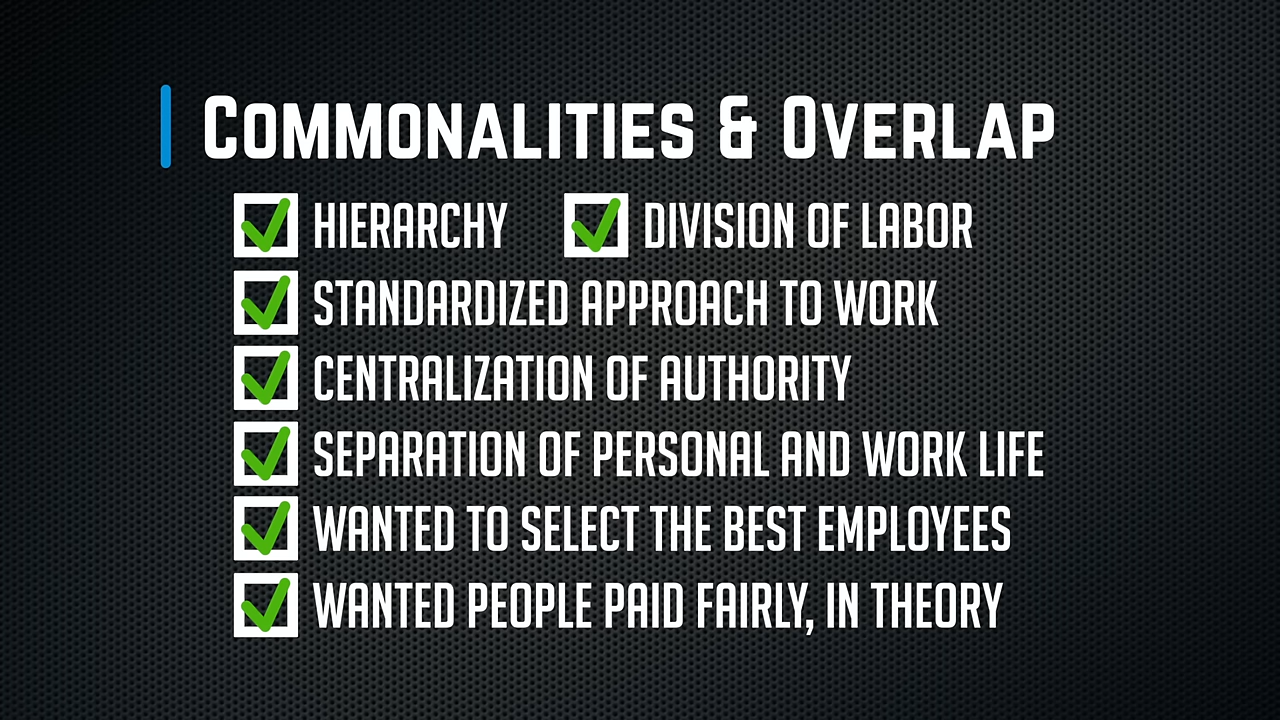 Commonalities & Overlap
HIERARCHY DIVISION OF LABOR
STANDARDIZED APPROACH TO WORK
CENTRALIZATION OF AUTHORITY
SEPARATION OF PERSONAL AND WORK LIFE
WANTED TO SELECT THE BEST EMPLOYEES
WANTED PEOPLE PAID FAIRLY, IN THEORY